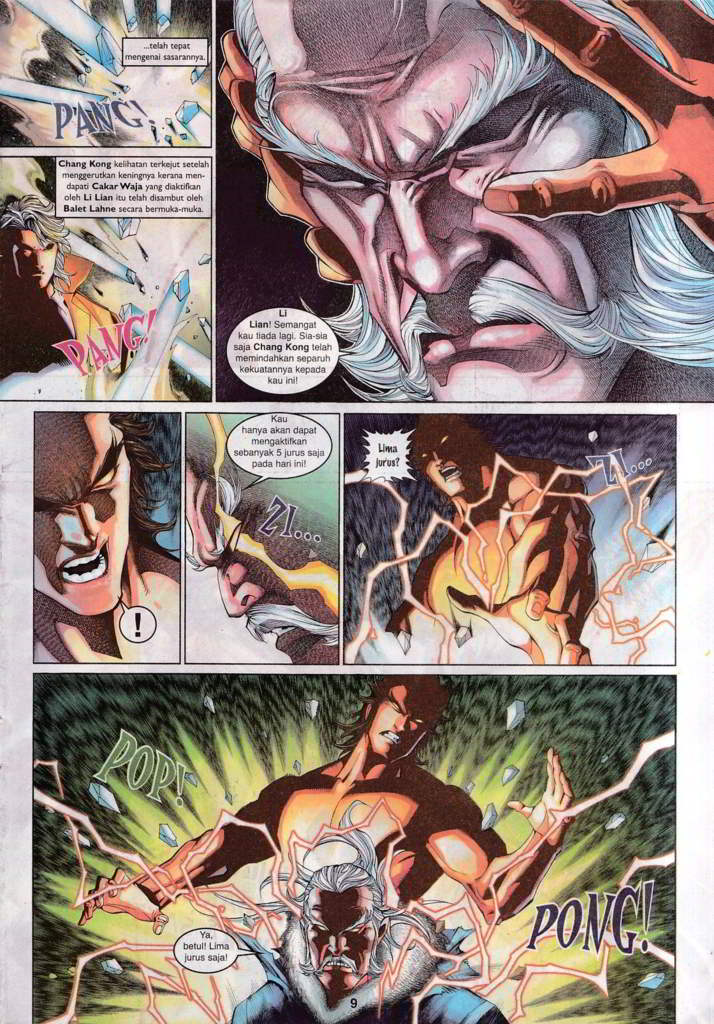 ...telah tepat
mengenai sasarannya.
PANG!
Chang Kong kelihatan terkejut setelah
menggerutkan keningnya kerana men-
dapati Cakar Waja yang diaktifkan
oleh Li Lian itu telah disambut oleh
Balet Lahne secara bermuka-muka.
PANG!
Li
Lian! Semangat
kau tiada lagi. Sia-sia
saja Chang Kong telah
memindahkan separuh
kekuatannya kepada
kau ini!
!
Kau
hanya akan dapat
mengaktifkan
sebanyak 5 jurus saja
pada hari ini!
ZI...
Lima
jurus?
ZI...
POP!
PONG!
Ya,
betul! Lima
jurus saja!
9